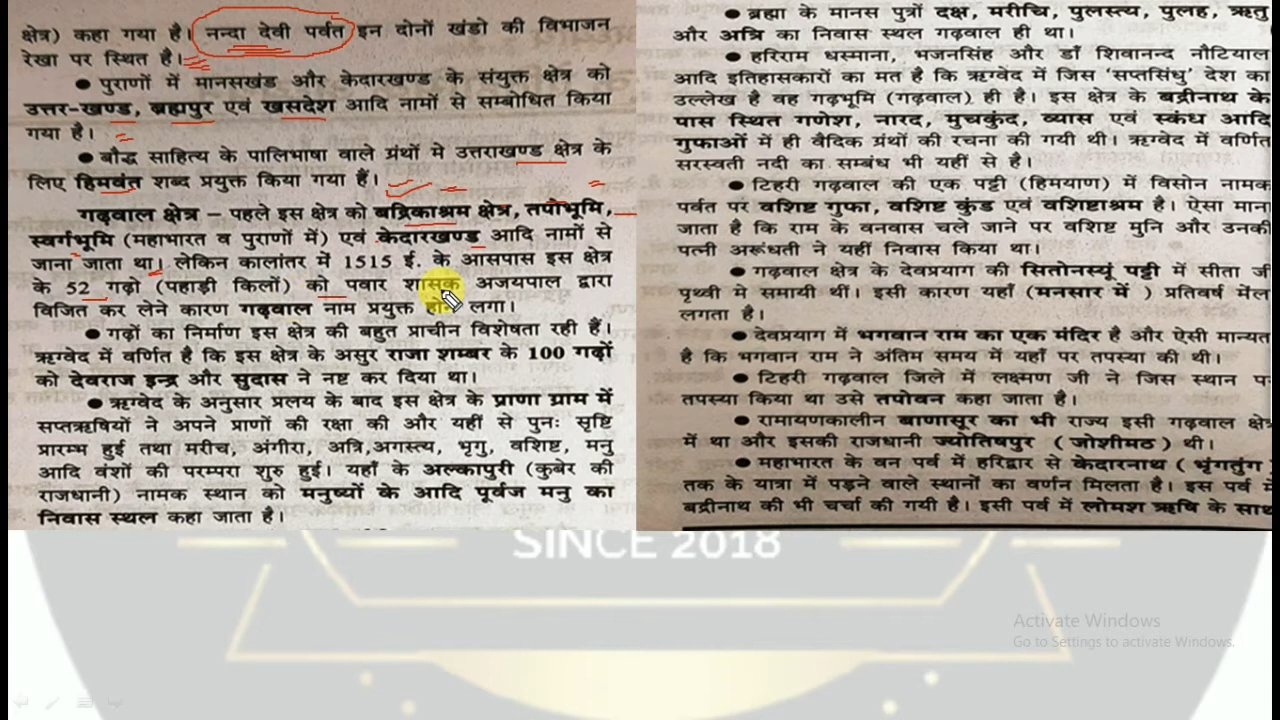 क्षेत्र) कहा गया है। नन्दा देवी पर्वत इन दोनों खंडो की विभाजन
रेखा पर स्थित है।
● पुराणों में मानसखंड और केदारखण्ड के संयुक्त क्षेत्र को
उत्तर-खण्ड, ब्रह्मपुर एवं खसदेश आदि नामों से सम्बोधित किया
गया है।
● बौद्ध साहित्य के पालिभाषा वाले ग्रंथों मे उत्तराखण्ड क्षेत्र के
लिए हिमवंत शब्द प्रयुक्त किया गया हैं।
गढ़वाल क्षेत्र – पहले इस क्षेत्र को बद्रिकाश्रम क्षेत्र, तपोभूमि,
स्वर्गभूमि (महाभारत व पुराणों में) एवं केदारखण्ड आदि नामों से
जाना जाता था। लेकिन कालांतर में 1515 ई. के आसपास इस क्षेत्र
के 52 गढ़ो (पहाड़ी किलों) को पवार शासक अजयपाल द्वारा
विजित कर लेने कारण गढ़वाल नाम प्रयुक्त होने लगा।
● गढ़ों का निर्माण इस क्षेत्र की बहुत प्राचीन विशेषता रही हैं।
ऋग्वेद में वर्णित है कि इस क्षेत्र के असुर राजा शम्बर के 100 गढ़ों
को देवराज इन्द्र और सुदास ने नष्ट कर दिया था।
● ऋग्वेद के अनुसार प्रलय के बाद इस क्षेत्र के प्राणा ग्राम में
सप्तऋषियों ने अपने प्राणों की रक्षा की और यहीं से पुनः सृष्टि
प्रारम्भ हुई तथा मरीच, अंगीरा, अत्रि,अगस्त्य, भृगु, वशिष्ट, मनु
आदि वंशों की परम्परा शुरु हुई। यहाँ के अल्कापुरी (कुबेर की
राजधानी) नामक स्थान को मनुष्यों के आदि पूर्वज मनु का
निवास स्थल कहा जाता है।
● ब्रह्मा के मानस पुत्रों दक्ष, मरीचि, पुलस्त्य, पुलह, ऋतु
और अत्रि का निवास स्थल गढ़वाल ही था।
● हरिराम धस्माना, भजनसिंह और डॉ शिवानन्द नौटियाल
आदि इतिहासकारों का मत है कि ऋग्वेद में जिस 'सप्तसिंधु' देश का
उल्लेख है वह गढ़भूमि (गढ़वाल) ही है। इस क्षेत्र के बद्रीनाथ के
पास स्थित गणेश, नारद, मुचकुंद, व्यास एवं स्कंध आदि
गुफाओं में ही वैदिक ग्रंथों की रचना की गयी थी। ऋग्वेद में वर्णित
सरस्वती नदी का सम्बंध भी यहीं से है।
● टिहरी गढ़वाल की एक पट्टी (हिमयाण) में विसोन नामक
पर्वत पर वशिष्ट गुफा, वशिष्ट कुंड एवं वशिष्टाश्रम है। ऐसा माना
जाता है कि राम के वनवास चले जाने पर वशिष्ट मुनि और उनकी
पत्नी अरूंधती ने यहीं निवास किया था।
● गढ़वाल क्षेत्र के देवप्रयाग की सितोनस्यूं पट्टी में सीता जी
पृथ्वी मे समायी थीं। इसी कारण यहाँ (मनसार में ) प्रतिवर्ष मेंला
लगता है।
● देवप्रयाग में भगवान राम का एक मंदिर है और ऐसी मान्यत
है कि भगवान राम ने अंतिम समय में यहाँ पर तपस्या की थी।
● टिहरी गढ़वाल जिले में लक्ष्मण जी ने जिस स्थान प
तपस्या किया था उसे तपोवन कहा जाता है।
● रामायणकालीन बाणासूर का भी राज्य इसी गढ़वाल क्षेत्र
में था और इसकी राजधानी ज्योतिषपुर (जोशीमठ) थी।
● महाभारत के वन पर्व में हरिद्वार से केदारनाथ ( भृंगतुंग
तक के यात्रा में पड़ने वाले स्थानों का वर्णन मिलता है। इस पर्व में
बद्रीनाथ की भी चर्चा की गयी है। इसी पर्व में लोमश ऋषि के साथ
SINCE 2018
Activate Windows
Go to Settings to activate Windows.